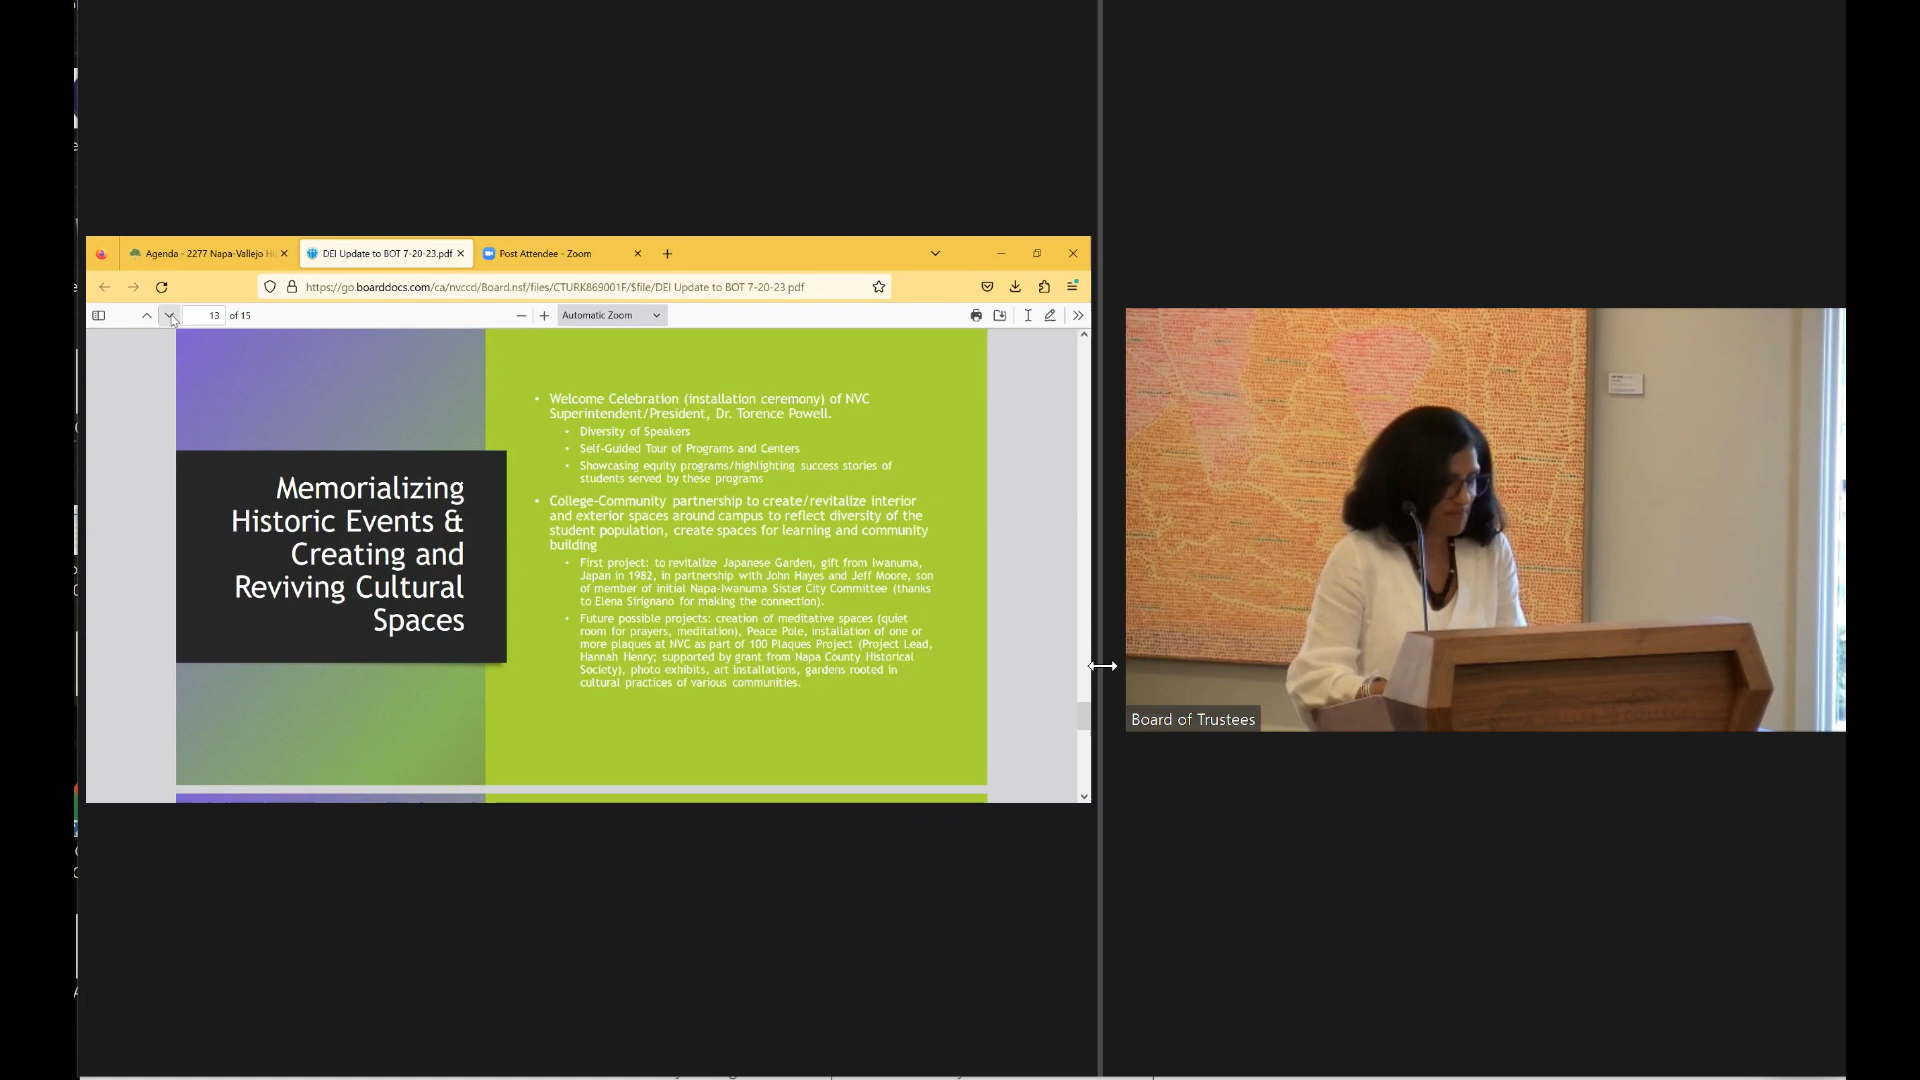 Agenda - 2277 Napa-Vallejo Hi
DEI Update to BOT 7-20-23.pdf
Post Attendee - Zoom
https://go.boarddocs.com/ca/nvccd/Board.nsf/files/CTURK869001F/$file/DEI Update to BOT 7-20-23.pdf
13 of 15
Automatic Zoom
Memorializing
Historic Events &
Creating and
Reviving Cultural
Spaces
• Welcome Celebration (installation ceremony) of NVC
Superintendent/President, Dr. Torence Powell.
• Diversity of Speakers
• Self-Guided Tour of Programs and Centers
• Showcasing equity programs/highlighting success stories of
students served by these programs
• College-Community partnership to create/revitalize interior
and exterior spaces around campus to reflect diversity of the
student population, create spaces for learning and community
building
• First project: to revitalize Japanese Garden, gift from Iwanuma,
Japan in 1982, in partnership with John Hayes and Jeff Moore, son
of member of initial Napa-Iwanuma Sister City Committee (thanks
to Elena Sirignano for making the connection).
• Future possible projects: creation of meditative spaces (quiet
room for prayers, meditation), Peace Pole, installation of one or
more plaques at NVC as part of 100 Plaques Project (Project Lead,
Hannah Henry; supported by grant from Napa County Historical
Society), photo exhibits, art installations, gardens rooted in
cultural practices of various communities.
Board of Trustees